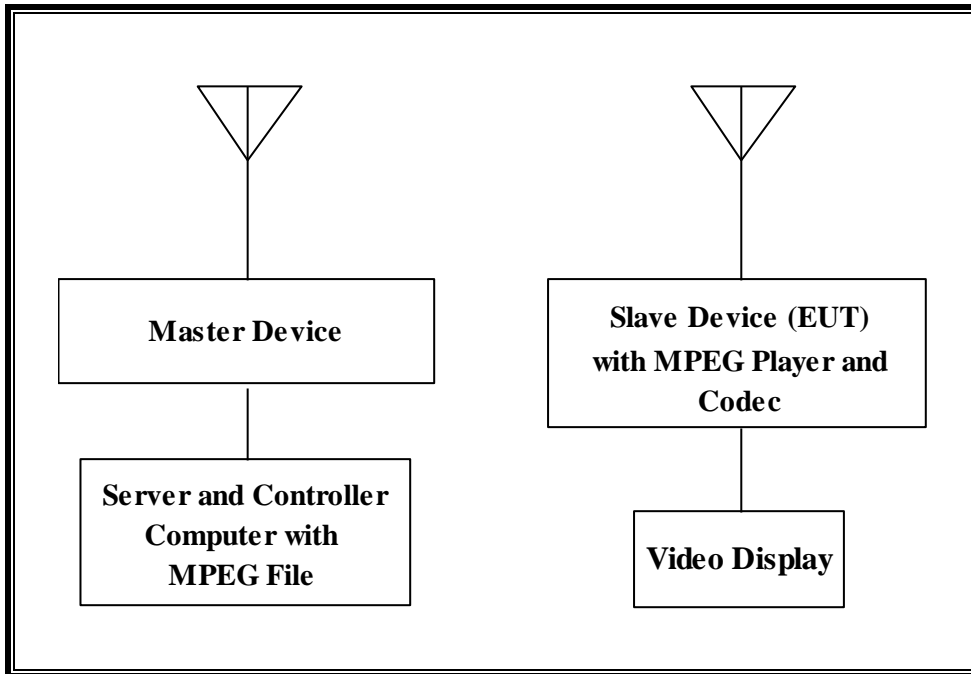 Master Device
Server and Controller
Computer with
MPEG File
Slave Device (EUT)
with MPEG Player and
Codec
Video Display